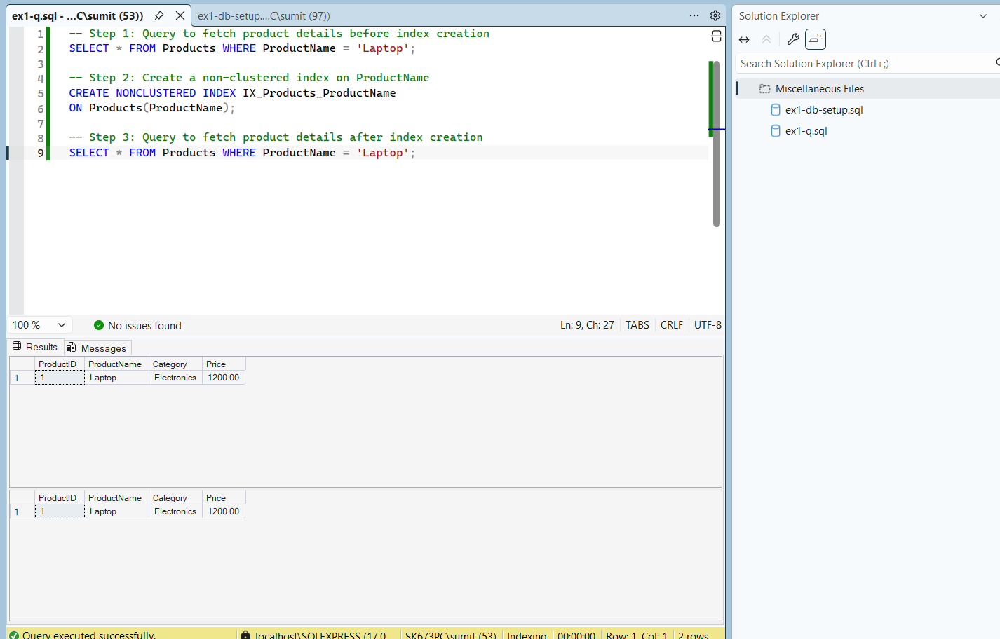 ex1-q.sql - ...C\sumit (53))
ex1-db-setup....C\sumit (97))
1 -- Step 1: Query to fetch product details before index creation
2 SELECT * FROM Products WHERE ProductName = 'Laptop';
3
4 -- Step 2: Create a non-clustered index on ProductName
5 CREATE NONCLUSTERED INDEX IX_Products_ProductName
6 ON Products(ProductName);
7
8 -- Step 3: Query to fetch product details after index creation
9 SELECT * FROM Products WHERE ProductName = 'Laptop';
100 % No issues found Ln: 9, Ch: 27 TABS CRLF UTF-8
Results Messages
ProductID ProductName Category Price
1 1 Laptop Electronics 1200.00
ProductID ProductName Category Price
1 1 Laptop Electronics 1200.00
Query executed successfully. localhost\SQLEXPRESS (17.0 SK673PC\sumit (53) Indexing 00:00:00 Row: 1, Col: 1 2 rows
Solution Explorer
Search Solution Explorer (Ctrl+;)
Miscellaneous Files
ex1-db-setup.sql
ex1-q.sql